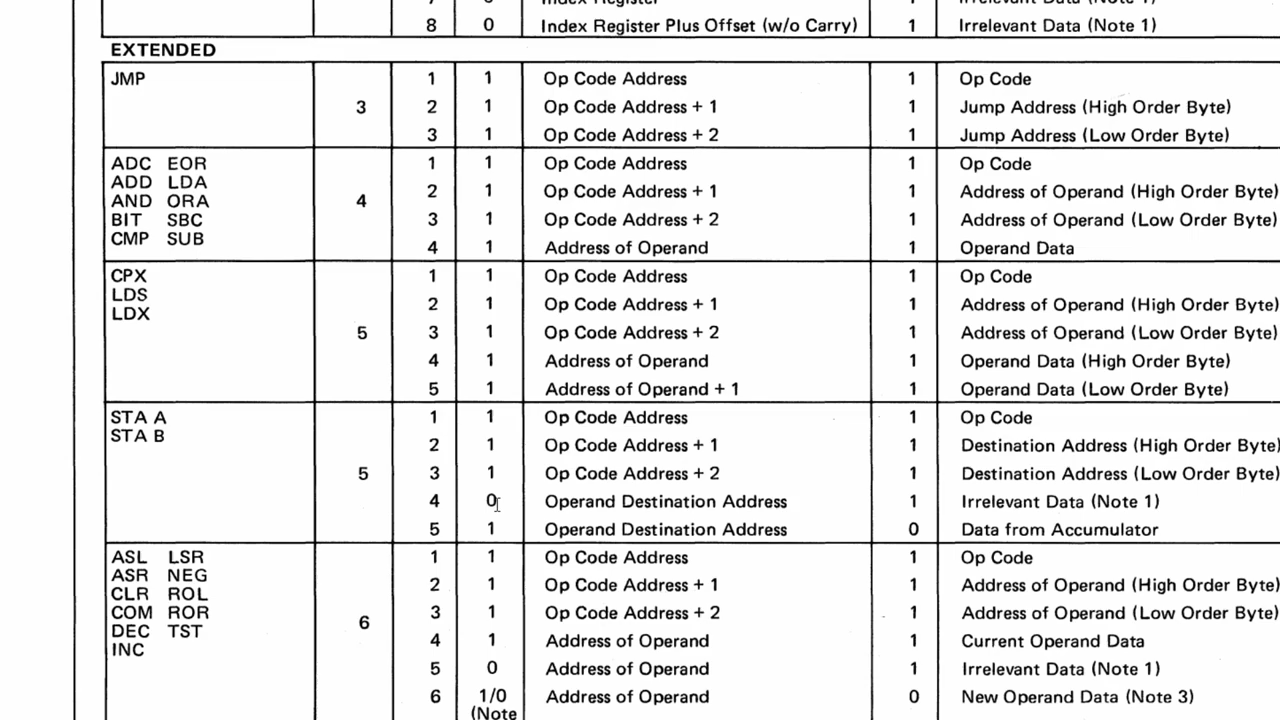 7 0 Index Register 1 Irrelevant Data (Note 1)
8 0 Index Register Plus Offset (w/o Carry) 1 Irrelevant Data (Note 1)
EXTENDED
JMP 3 1 1 Op Code Address 1 Op Code
2 1 Op Code Address + 1 1 Jump Address (High Order Byte)
3 1 Op Code Address + 2 1 Jump Address (Low Order Byte)
ADC EOR
ADD LDA
AND ORA
BIT SBC
CMP SUB
4
1 1 Op Code Address 1 Op Code
2 1 Op Code Address + 1 1 Address of Operand (High Order Byte)
3 1 Op Code Address + 2 1 Address of Operand (Low Order Byte)
4 1 Address of Operand 1 Operand Data
CPX
LDS
LDX
5
1 1 Op Code Address 1 Op Code
2 1 Op Code Address + 1 1 Address of Operand (High Order Byte)
3 1 Op Code Address + 2 1 Address of Operand (Low Order Byte)
4 1 Address of Operand 1 Operand Data (High Order Byte)
5 1 Address of Operand + 1 1 Operand Data (Low Order Byte)
STA A
STA B
5
1 1 Op Code Address 1 Op Code
2 1 Op Code Address + 1 1 Destination Address (High Order Byte)
3 1 Op Code Address + 2 1 Destination Address (Low Order Byte)
4 0 Operand Destination Address 1 Irrelevant Data (Note 1)
5 1 Operand Destination Address 0 Data from Accumulator
ASL LSR
ASR NEG
CLR ROL
COM ROR
DEC TST
INC
6
1 1 Op Code Address 1 Op Code
2 1 Op Code Address + 1 1 Address of Operand (High Order Byte)
3 1 Op Code Address + 2 1 Address of Operand (Low Order Byte)
4 1 Address of Operand 1 Current Operand Data
5 0 Address of Operand 1 Irrelevant Data (Note 1)
6 1/0 Address of Operand 0 New Operand Data (Note 3)
(Note